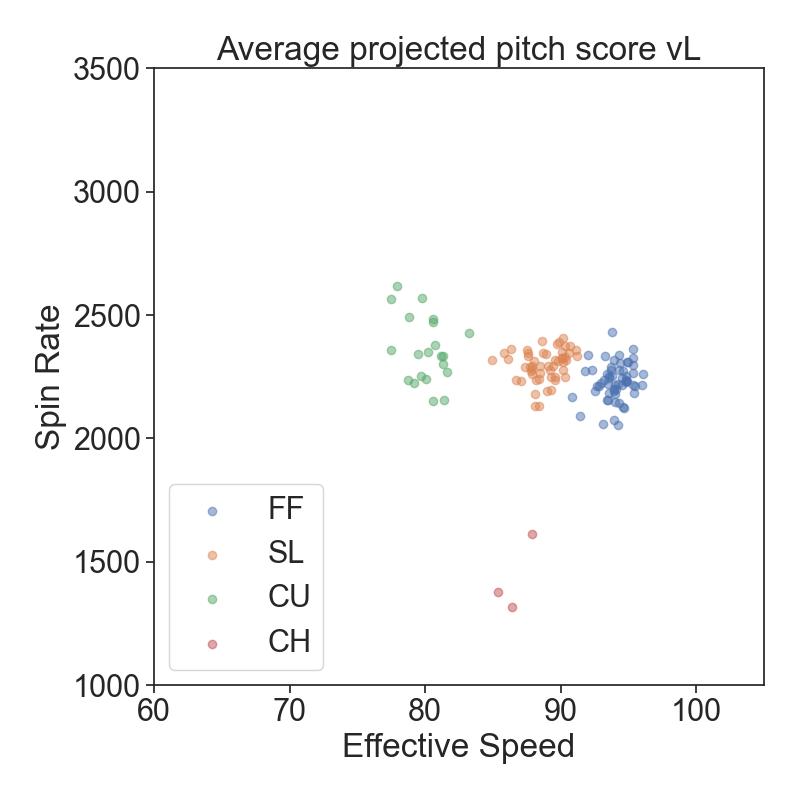 Average projected pitch score vL
3500
3000
2500
2000
1500
1000
Spin Rate
FF
SL
CU
CH
60 70 80 90 100
Effective Speed